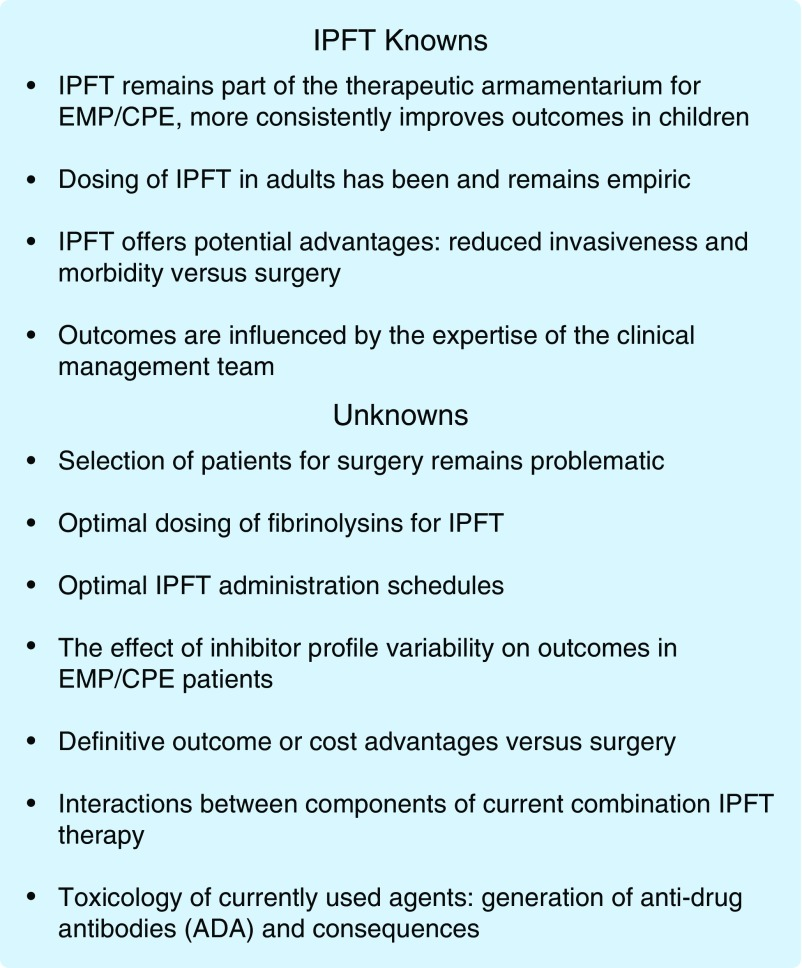 IPFT Knowns
• IPFT remains part of the therapeutic armamentarium for
EMP/CPE, more consistently improves outcomes in children
• Dosing of IPFT in adults has been and remains empiric
• IPFT offers potential advantages: reduced invasiveness and
morbidity versus surgery
• Outcomes are influenced by the expertise of the clinical
management team
Unknowns
• Selection of patients for surgery remains problematic
• Optimal dosing of fibrinolysins for IPFT
• Optimal IPFT administration schedules
• The effect of inhibitor profile variability on outcomes in
EMP/CPE patients
• Definitive outcome or cost advantages versus surgery
• Interactions between components of current combination IPFT
therapy
• Toxicology of currently used agents: generation of anti-drug
antibodies (ADA) and consequences